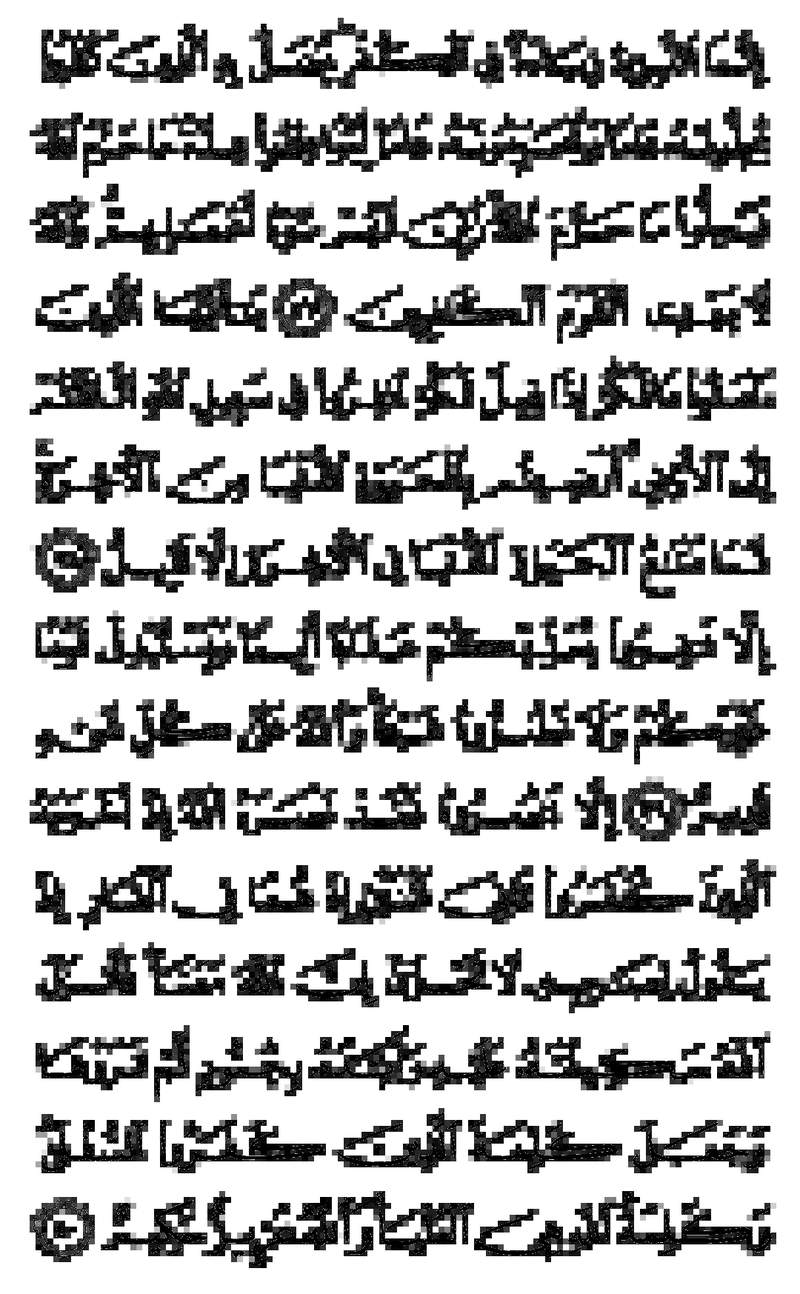 إنما النسيء زيادة في الكفر يضل به الذين كفروا
يحلونه عاما ويحرمونه عاما ليواطئوا عدة ما حرم الله
فيحلوا ما حرم الله زين لهم سوء أعمالهم والله
لا يهدي القوم الكافرين ٣٧ يا أيها الذين
آمنوا ما لكم إذا قيل لكم انفروا في سبيل الله اثاقلتم
إلى الأرض أرضيتم بالحياة الدنيا من الآخرة
فما متاع الحياة الدنيا في الآخرة إلا قليل ٣٨
إلا تنفروا يعذبكم عذابا أليما ويستبدل قوما
غيركم ولا تضروه شيئا والله على كل شيء
قدير ٣٩ إلا تنصروه فقد نصره الله إذ أخرجه
الذين كفروا ثاني اثنين إذ هما في الغار إذ
يقول لصاحبه لا تحزن إن الله معنا فأنزل
الله سكينته عليه وأيده بجنود لم تروها
وجعل كلمة الذين كفروا السفلى
وكلمة الله هي العليا والله عزيز حكيم ٤٠